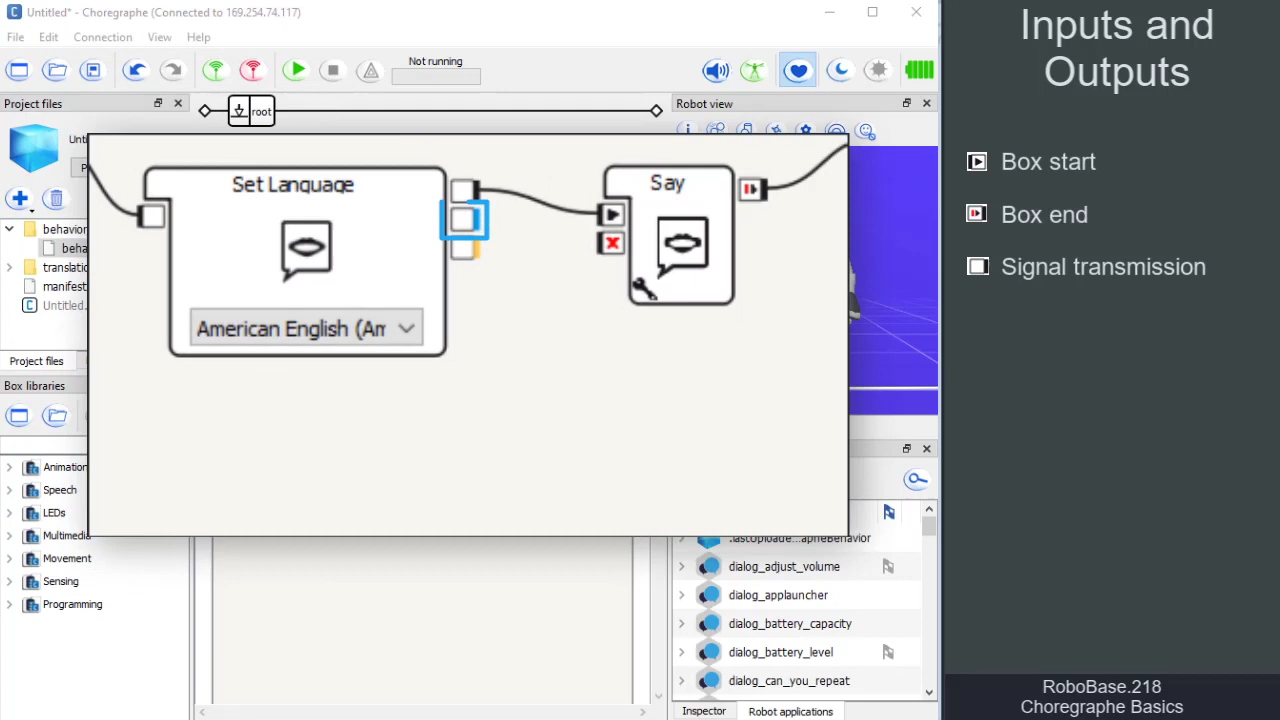 Untitled* - Choregraphe (Connected to 169.254.74.117)
File Edit Connection View Help
Not running
Project files
root
Robot view
Set Language
American English (Am
Say
behavior
beha
translat
manifes
Untitled.
Project files
Box libraries
Animation
Speech
LEDs
Multimedia
Movement
Sensing
Programming
dialog_adjust_volume
dialog_applauncher
dialog_battery_capacity
dialog_battery_level
dialog_can_you_repeat
Inspector
Robot applications
Inputs and
Outputs
Box start
Box end
Signal transmission
RoboBase.218
Choregraphe Basics